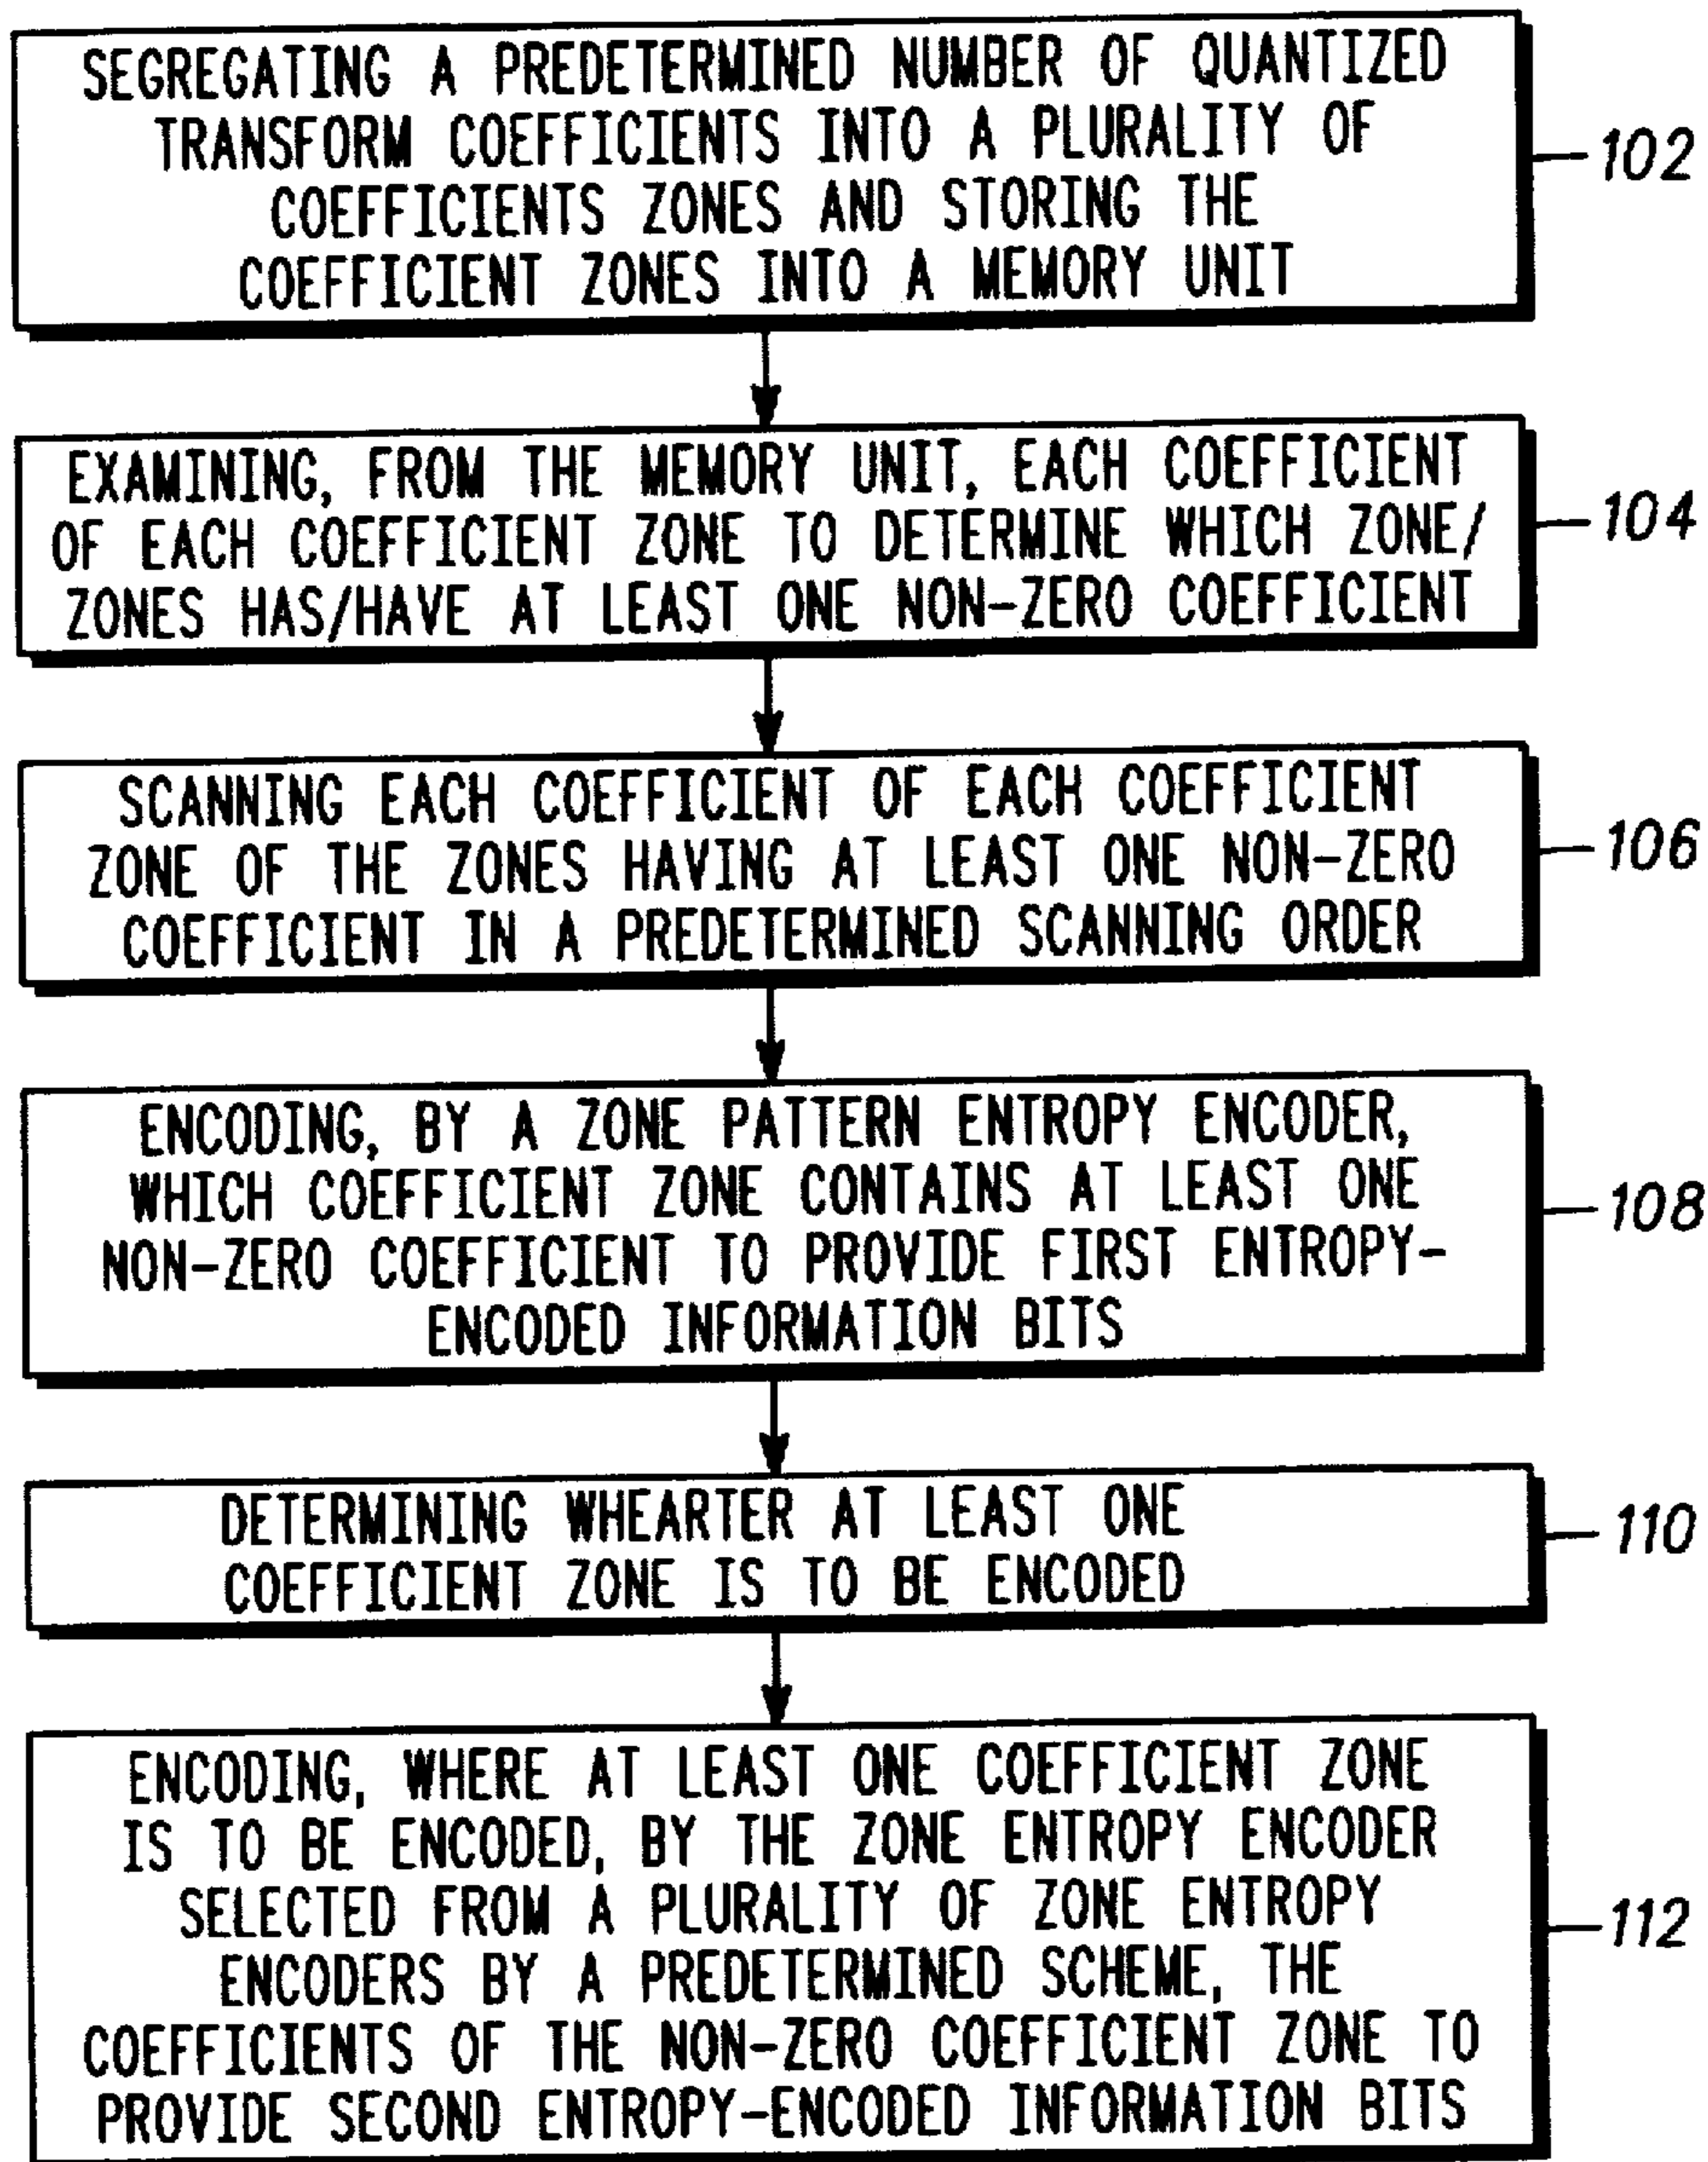 SEGREGATING A PREDETERMINED NUMBER OF QUANTIZED
TRANSFORM COEFFICIENTS INTO A PLURALITY OF
COEFFICIENTS ZONES AND STORING THE
COEFFICIENT ZONES INTO A MEMORY UNIT
102
EXAMINING, FROM THE MEMORY UNIT, EACH COEFFICIENT
OF EACH COEFFICIENT ZONE TO DETERMINE WHICH ZONE/
ZONES HAS/HAVE AT LEAST ONE NON-ZERO COEFFICIENT
104
SCANNING EACH COEFFICIENT OF EACH COEFFICIENT
ZONE OF THE ZONES HAVING AT LEAST ONE NON-ZERO
COEFFICIENT IN A PREDETERMINED SCANNING ORDER
106
ENCODING, BY A ZONE PATTERN ENTROPY ENCODER,
WHICH COEFFICIENT ZONE CONTAINS AT LEAST ONE
NON-ZERO COEFFICIENT TO PROVIDE FIRST ENTROPY-
ENCODED INFORMATION BITS
108
DETERMINING WHEARTER AT LEAST ONE
COEFFICIENT ZONE IS TO BE ENCODED
110
ENCODING, WHERE AT LEAST ONE COEFFICIENT ZONE
IS TO BE ENCODED, BY THE ZONE ENTROPY ENCODER
SELECTED FROM A PLURALITY OF ZONE ENTROPY
ENCODERS BY A PREDETERMINED SCHEME, THE
COEFFICIENTS OF THE NON-ZERO COEFFICIENT ZONE TO
PROVIDE SECOND ENTROPY-ENCODED INFORMATION BITS
112